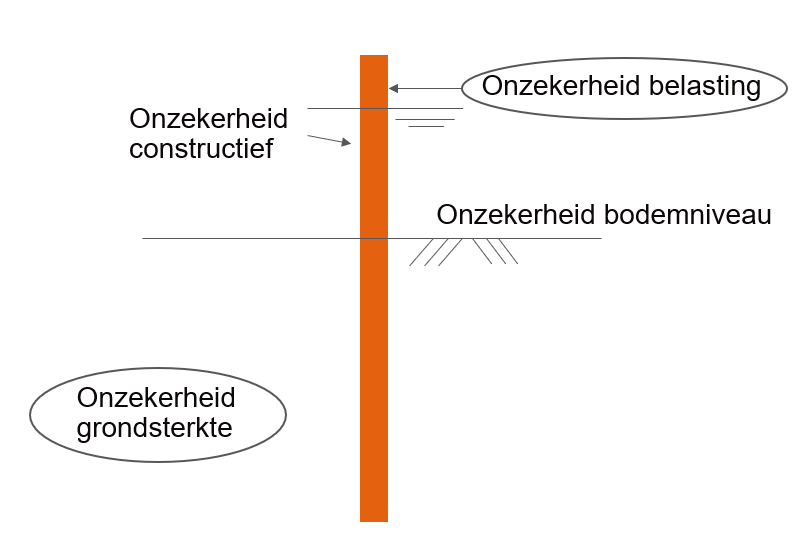 Onzekerheid belasting
Onzekerheid
constructief
Onzekerheid bodemniveau
Onzekerheid
grondsterkte